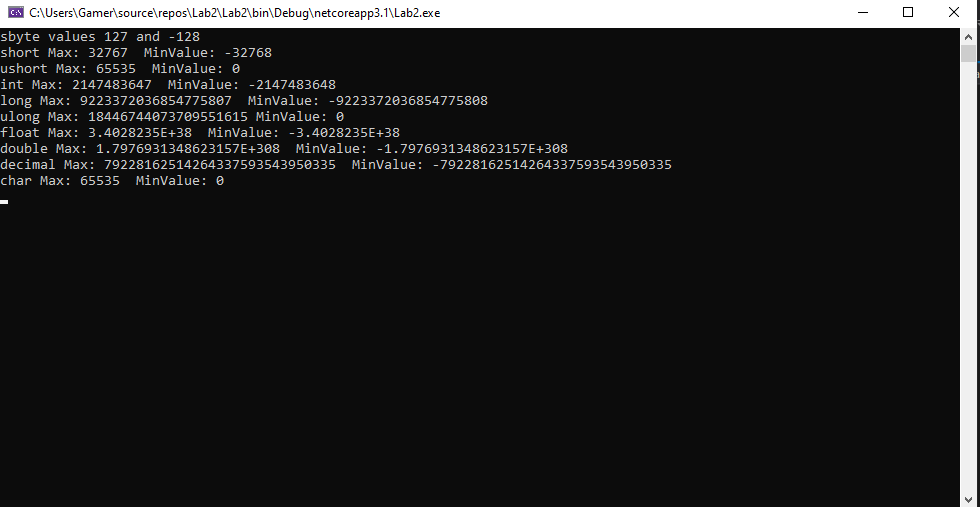 C:\Users\Gamer\source\repos\Lab2\Lab2\bin\Debug\netcoreapp3.1\Lab2.exe
sbyte values 127 and -128
short Max: 32767  MinValue: -32768
ushort Max: 65535  MinValue: 0
int Max: 2147483647  MinValue: -2147483648
long Max: 9223372036854775807  MinValue: -9223372036854775808
ulong Max: 18446744073709551615 MinValue: 0
float Max: 3.4028235E+38  MinValue: -3.4028235E+38
double Max: 1.7976931348623157E+308  MinValue: -1.7976931348623157E+308
decimal Max: 79228162514264337593543950335  MinValue: -79228162514264337593543950335
char Max: 65535  MinValue: 0